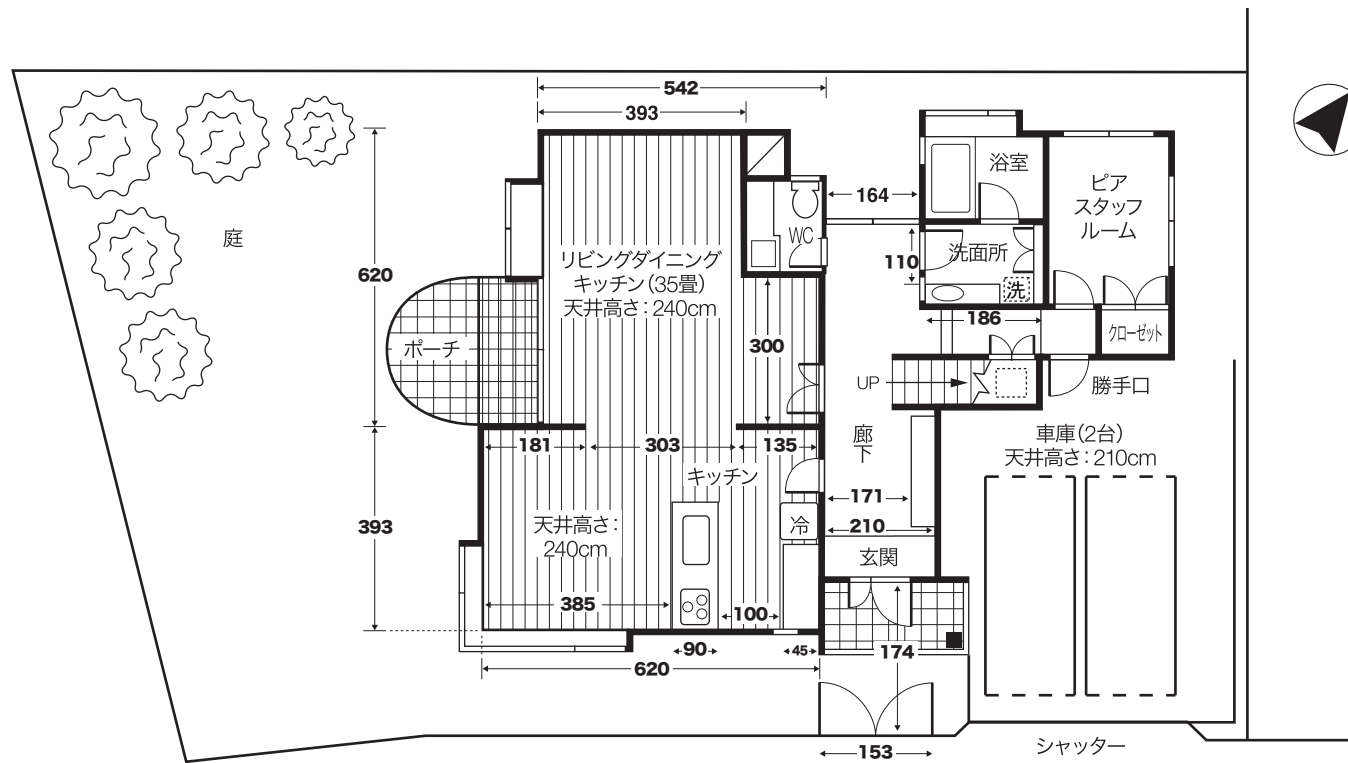 542
393
浴室
ピア
スタッフ
ルーム
164
WC
庭
620
リビングダイニング
キッチン(35畳)
天井高さ:240cm
110
洗面所
洗
ポーチ
300
186
クローゼット
UP
勝手口
181
303
135
廊下
車庫(2台)
天井高さ:210cm
キッチン
171
393
天井高さ:
240cm
冷
210
玄関
385
100
90
45
174
620
153
シャッター